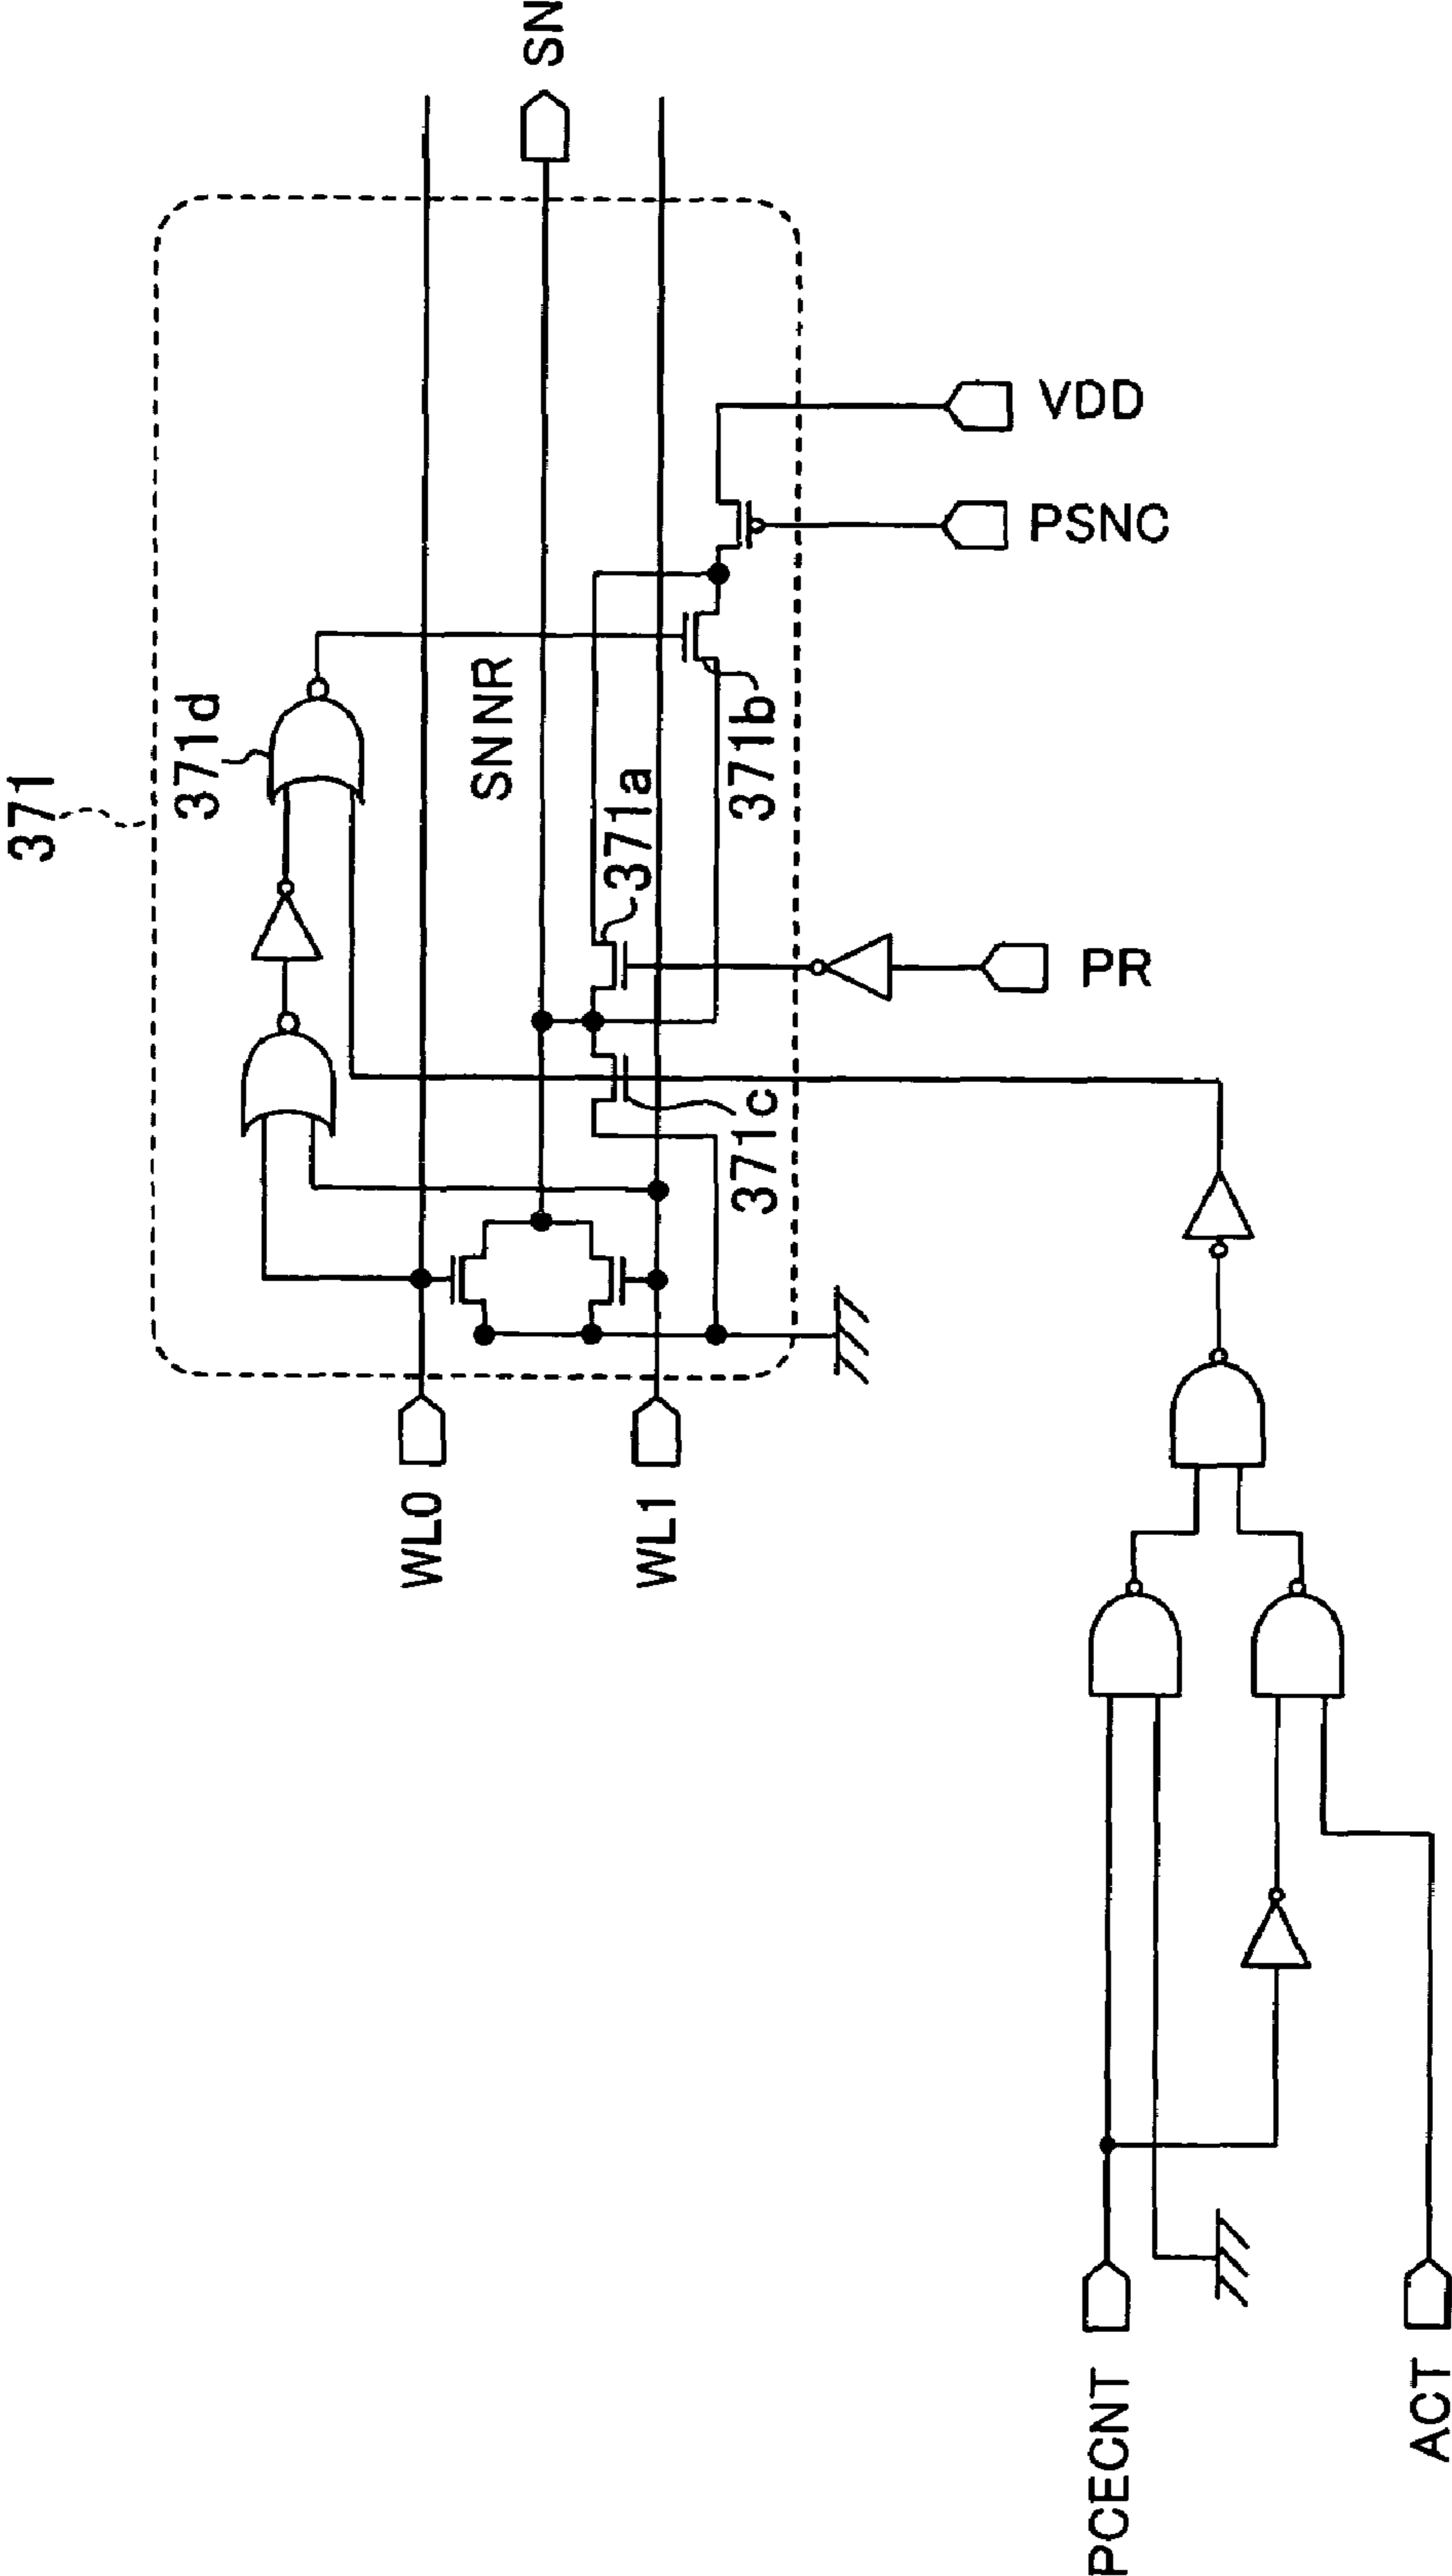 371
371d
SNNR
SN
371a
371b
371c
WL0
WL1
VDD
PSNC
PR
PCECNT
ACT